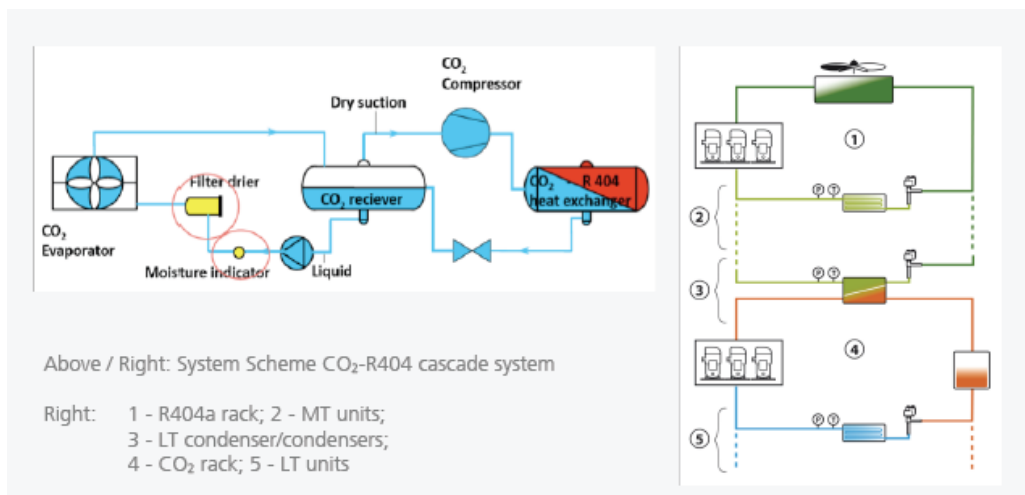 CO₂
Compressor
Dry suction
Filter drier
CO₂ reciever
CO₂ - R 404
heat exchanger
CO₂
Evaporator
Moisture indicator
Liquid
1
P T
2
P T
3
4
P T
5
Above / Right: System Scheme CO₂-R404 cascade system
Right: 1 - R404a rack; 2 - MT units;
3 - LT condenser/condensers;
4 - CO₂ rack; 5 - LT units